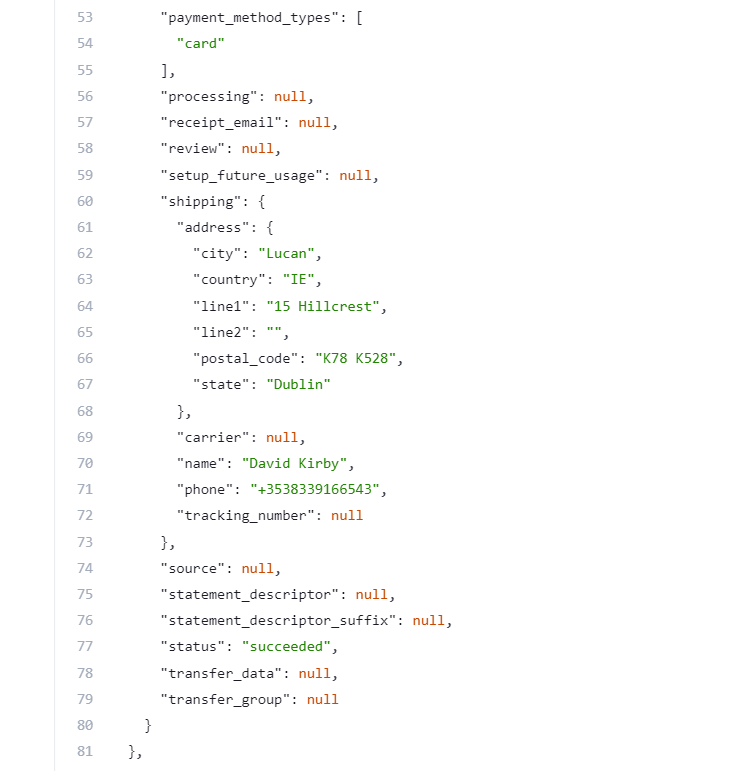 53 "payment_method_types": [
54 "card"
55 ],
56 "processing": null,
57 "receipt_email": null,
58 "review": null,
59 "setup_future_usage": null,
60 "shipping": {
61 "address": {
62 "city": "Lucan",
63 "country": "IE",
64 "line1": "15 Hillcrest",
65 "line2": "",
66 "postal_code": "K78 K528",
67 "state": "Dublin"
68 },
69 "carrier": null,
70 "name": "David Kirby",
71 "phone": "+3538339166543",
72 "tracking_number": null
73 },
74 "source": null,
75 "statement_descriptor": null,
76 "statement_descriptor_suffix": null,
77 "status": "succeeded",
78 "transfer_data": null,
79 "transfer_group": null
80 }
81 },